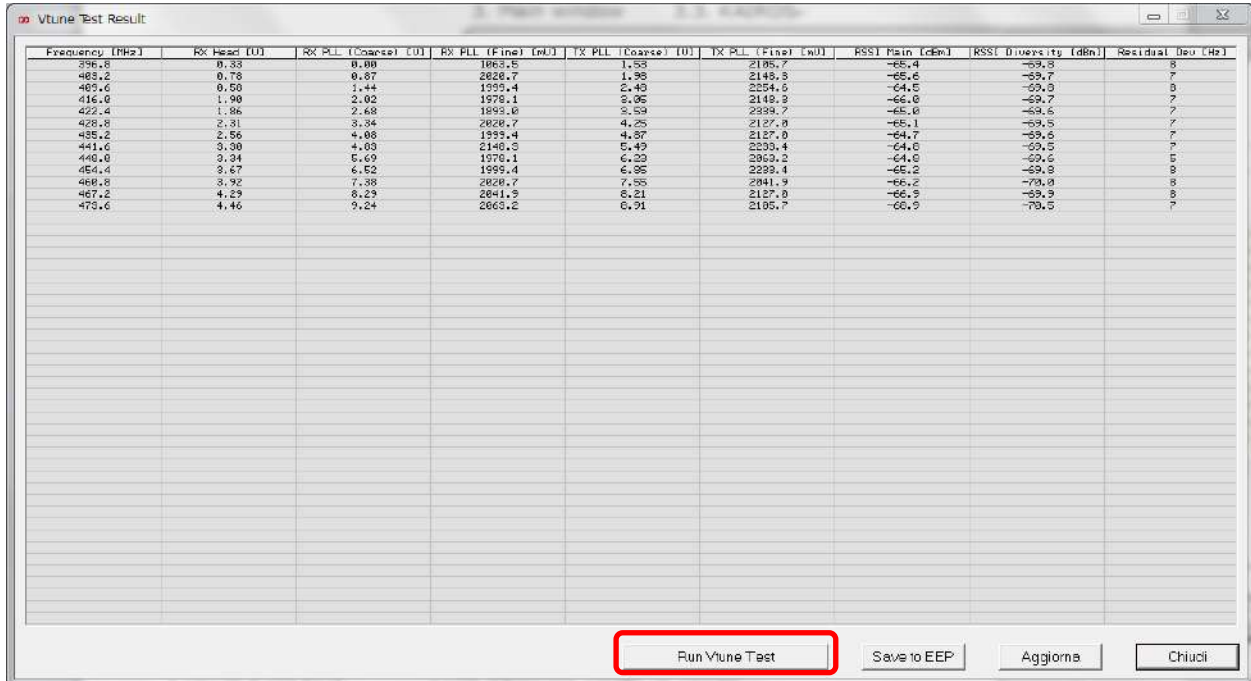 Vtune Test Result
Frequency [MHz] RX Head [V] RX PLL (Coarse) [V] RX PLL (Fine) [mV] TX PLL (Coarse) [V] TX PLL (Fine) [mV] RSSI Main [dBm] RSSI Diversity [dBm] Residual Dev [Hz]
396.8 0.33 0.00 1063.5 1.53 2105.7 -65.4 -69.8 8
403.2 0.78 0.87 2020.7 1.98 2148.3 -65.6 -69.7 7
409.6 0.50 1.44 1999.4 2.48 2254.6 -64.5 -69.8 8
416.0 1.90 2.02 1978.1 3.05 2148.3 -66.0 -69.7 7
422.4 1.86 2.68 1893.0 3.59 2339.7 -65.0 -69.6 7
428.8 2.31 3.34 2020.7 4.25 2127.0 -65.1 -69.5 7
435.2 2.56 4.08 1999.4 4.87 2127.0 -64.7 -69.6 7
441.6 3.30 4.83 2148.3 5.49 2233.4 -64.8 -69.5 7
448.0 3.34 5.69 1978.1 6.23 2063.2 -64.8 -69.6 5
454.4 3.67 6.52 1999.4 6.85 2233.4 -65.2 -69.8 8
460.8 3.92 7.38 2020.7 7.55 2041.9 -66.2 -70.0 8
467.2 4.29 8.29 2041.9 8.21 2127.0 -66.9 -69.9 8
473.6 4.46 9.24 2063.2 8.91 2105.7 -68.9 -70.5 7
Run Vtune Test Save to EEP Aggiorna Chiudi